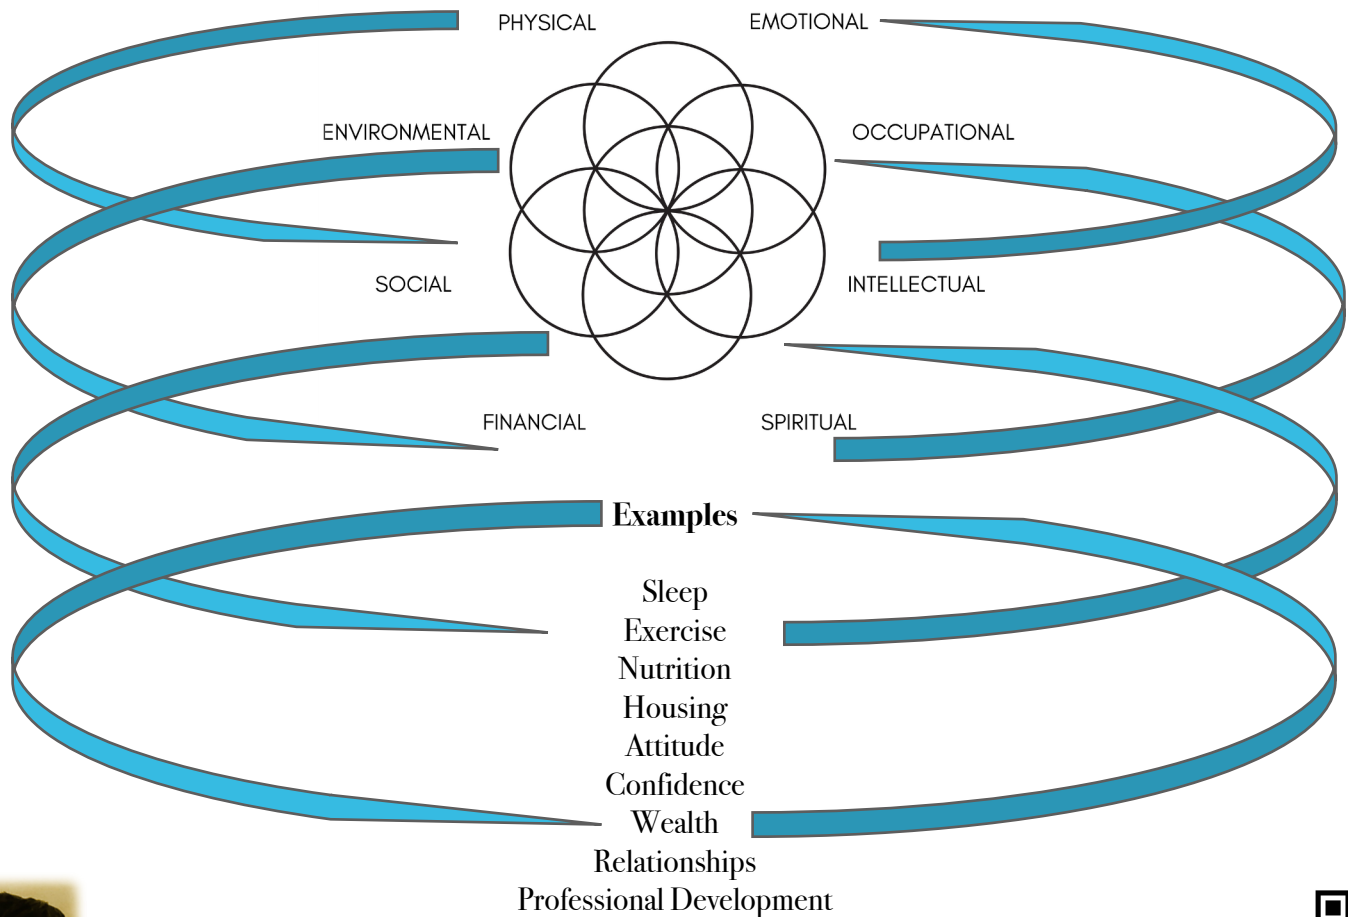 PHYSICAL EMOTIONAL
ENVIRONMENTAL OCCUPATIONAL
SOCIAL INTELLECTUAL
FINANCIAL SPIRITUAL
Examples
Sleep
Exercise
Nutrition
Housing
Attitude
Confidence
Wealth
Relationships
Professional Development